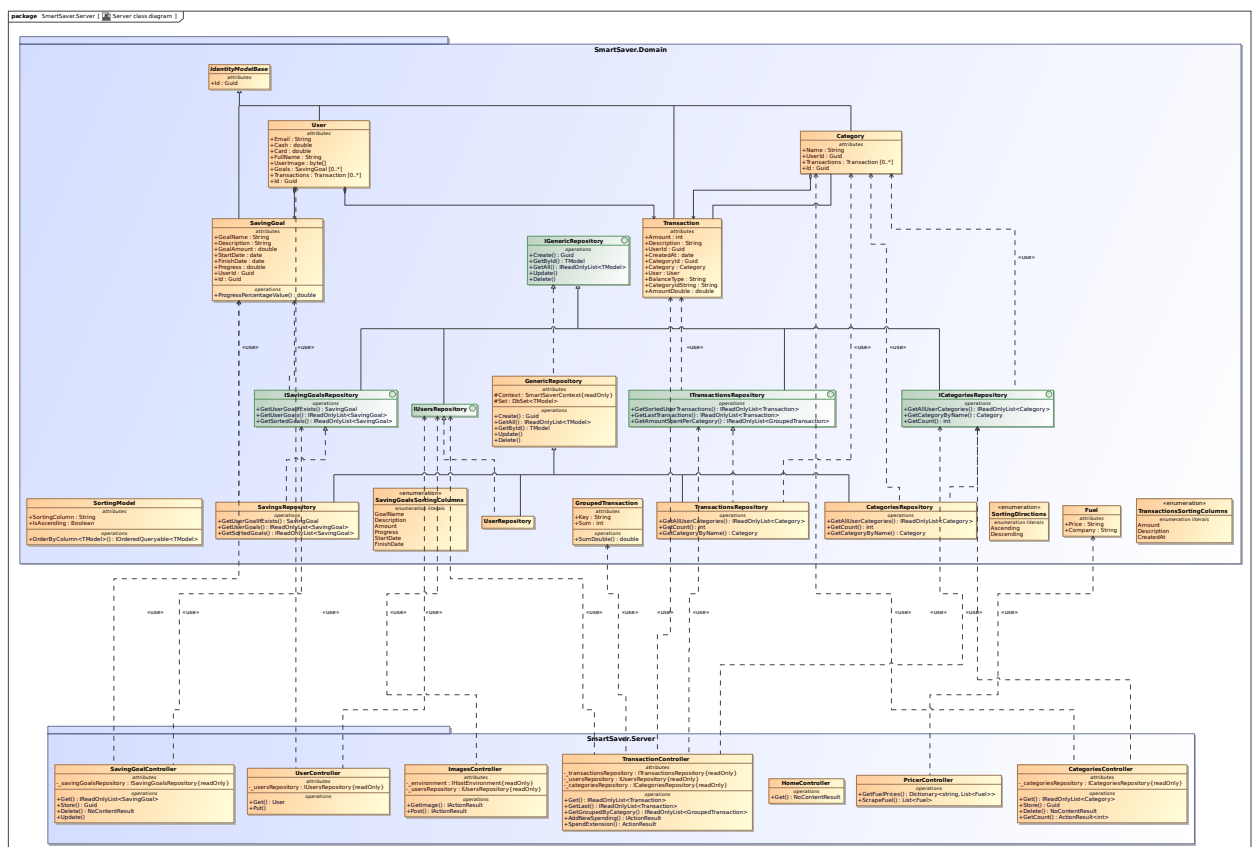 package SmartSaver.Server [ Server class diagram ]
SmartSaver.Domain
IdentityModelBase
attributes
+Id : Guid
User
attributes
+Email : String
+Cash : double
+Card : double
+FullName : String
+UserImage : byte[]
+Goals : SavingGoal [0..*]
+Transactions : Transaction [0..*]
+Id : Guid
Category
attributes
+Name : String
+UserId : Guid
+Transactions : Transaction [0..*]
+Id : Guid
SavingGoal
attributes
+GoalName : String
+Description : String
+GoalAmount : double
+StartDate : date
+FinishDate : date
+Progress : double
+UserId : Guid
+Id : Guid
operations
+ProgressPercentageValue() : double
IGenericRepository
operations
+Create() : Guid
+GetById() : TModel
+GetAll() : IReadOnlyList<TModel>
+Update()
+Delete()
Transaction
attributes
+Amount : int
+Description : String
+UserId : Guid
+CreatedAt : date
+CategoryId : Guid
+Category : Category
+User : User
+BalanceType : String
+CategoryIdString : String
+AmountDouble : double
«use»
«use»
«use»
«use»
«use»
ISavingGoalsRepository
operations
+GetUserGoalIfExists() : SavingGoal
+GetUserGoals() : IReadOnlyList<SavingGoal>
+GetSortedGoals() : IReadOnlyList<SavingGoal>
IUsersRepository
GenericRepository
attributes
#Context : SmartSaverContext{readOnly}
#Set : DbSet<TModel>
operations
+Create() : Guid
+GetAll() : IReadOnlyList<TModel>
+GetById() : TModel
+Update()
+Delete()
ITransactionsRepository
operations
+GetSortedUserTransactions() : IReadOnlyList<Transaction>
+GetLastTransactions() : IReadOnlyList<Transaction>
+GetAmountSpentPerCategory() : IReadOnlyList<GroupedTransaction>
ICategoriesRepository
operations
+GetAllUserCategories() : IReadOnlyList<Category>
+GetCategoryByName() : Category
+GetCount() : int
SortingModel
attributes
+SortingColumn : String
+IsAscending : Boolean
operations
+OrderByColumn<TModel>() : IOrderedQueryable<TModel>
SavingsRepository
operations
+GetUserGoalIfExists() : SavingGoal
+GetUserGoals() : IReadOnlyList<SavingGoal>
+GetSortedGoals() : IReadOnlyList<SavingGoal>
«enumeration»
SavingGoalsSortingColumns
enumeration literals
GoalName
Description
Amount
Progress
StartDate
FinishDate
UserRepository
GroupedTransaction
attributes
+Key : String
+Sum : int
operations
+SumDouble() : double
TransactionsRepository
operations
+GetAllUserCategories() : IReadOnlyList<Category>
+GetCount() : int
+GetCategoryByName() : Category
CategoriesRepository
operations
+GetAllUserCategories() : IReadOnlyList<Category>
+GetCount() : int
+GetCategoryByName() : Category
«enumeration»
SortingDirections
enumeration literals
Ascending
Descending
Fuel
attributes
+Price : String
+Company : String
«enumeration»
TransactionsSortingColumns
enumeration literals
Amount
Description
CreatedAt
«use» «use» «use» «use» «use» «use» «use» «use» «use» «use» «use»
SmartSaver.Server
SavingGoalController
attributes
-_savingGoalsRepository : ISavingGoalsRepository{readOnly}
operations
+Get() : IReadOnlyList<SavingGoal>
+Store() : Guid
+Delete() : NoContentResult
+Update()
UserController
attributes
-_usersRepository : IUsersRepository{readOnly}
operations
+Get() : User
+Put()
ImagesController
attributes
-_environment : IHostEnvironment{readOnly}
-_usersRepository : IUsersRepository{readOnly}
operations
+GetImage() : IActionResult
+Post() : IActionResult
TransactionController
attributes
-_transactionsRepository : ITransactionsRepository{readOnly}
-_usersRepository : IUsersRepository{readOnly}
-_categoriesRepository : ICategoriesRepository{readOnly}
operations
+Get() : IReadOnlyList<Transaction>
+GetLast() : IReadOnlyList<Transaction>
+GetGroupedByCategory() : IReadOnlyList<GroupedTransaction>
+AddNewSpending() : IActionResult
+SpendExtension() : ActionResult
HomeController
operations
+Get() : NoContentResult
PricerController
operations
+GetFuelPrices() : Dictionary<string, List<Fuel>>
+ScrapeFuel() : List<Fuel>
CategoriesController
attributes
-_categoriesRepository : ICategoriesRepository{readOnly}
operations
+Get() : IReadOnlyList<Category>
+Store() : Guid
+Delete() : NoContentResult
+GetCount() : ActionResult<int>